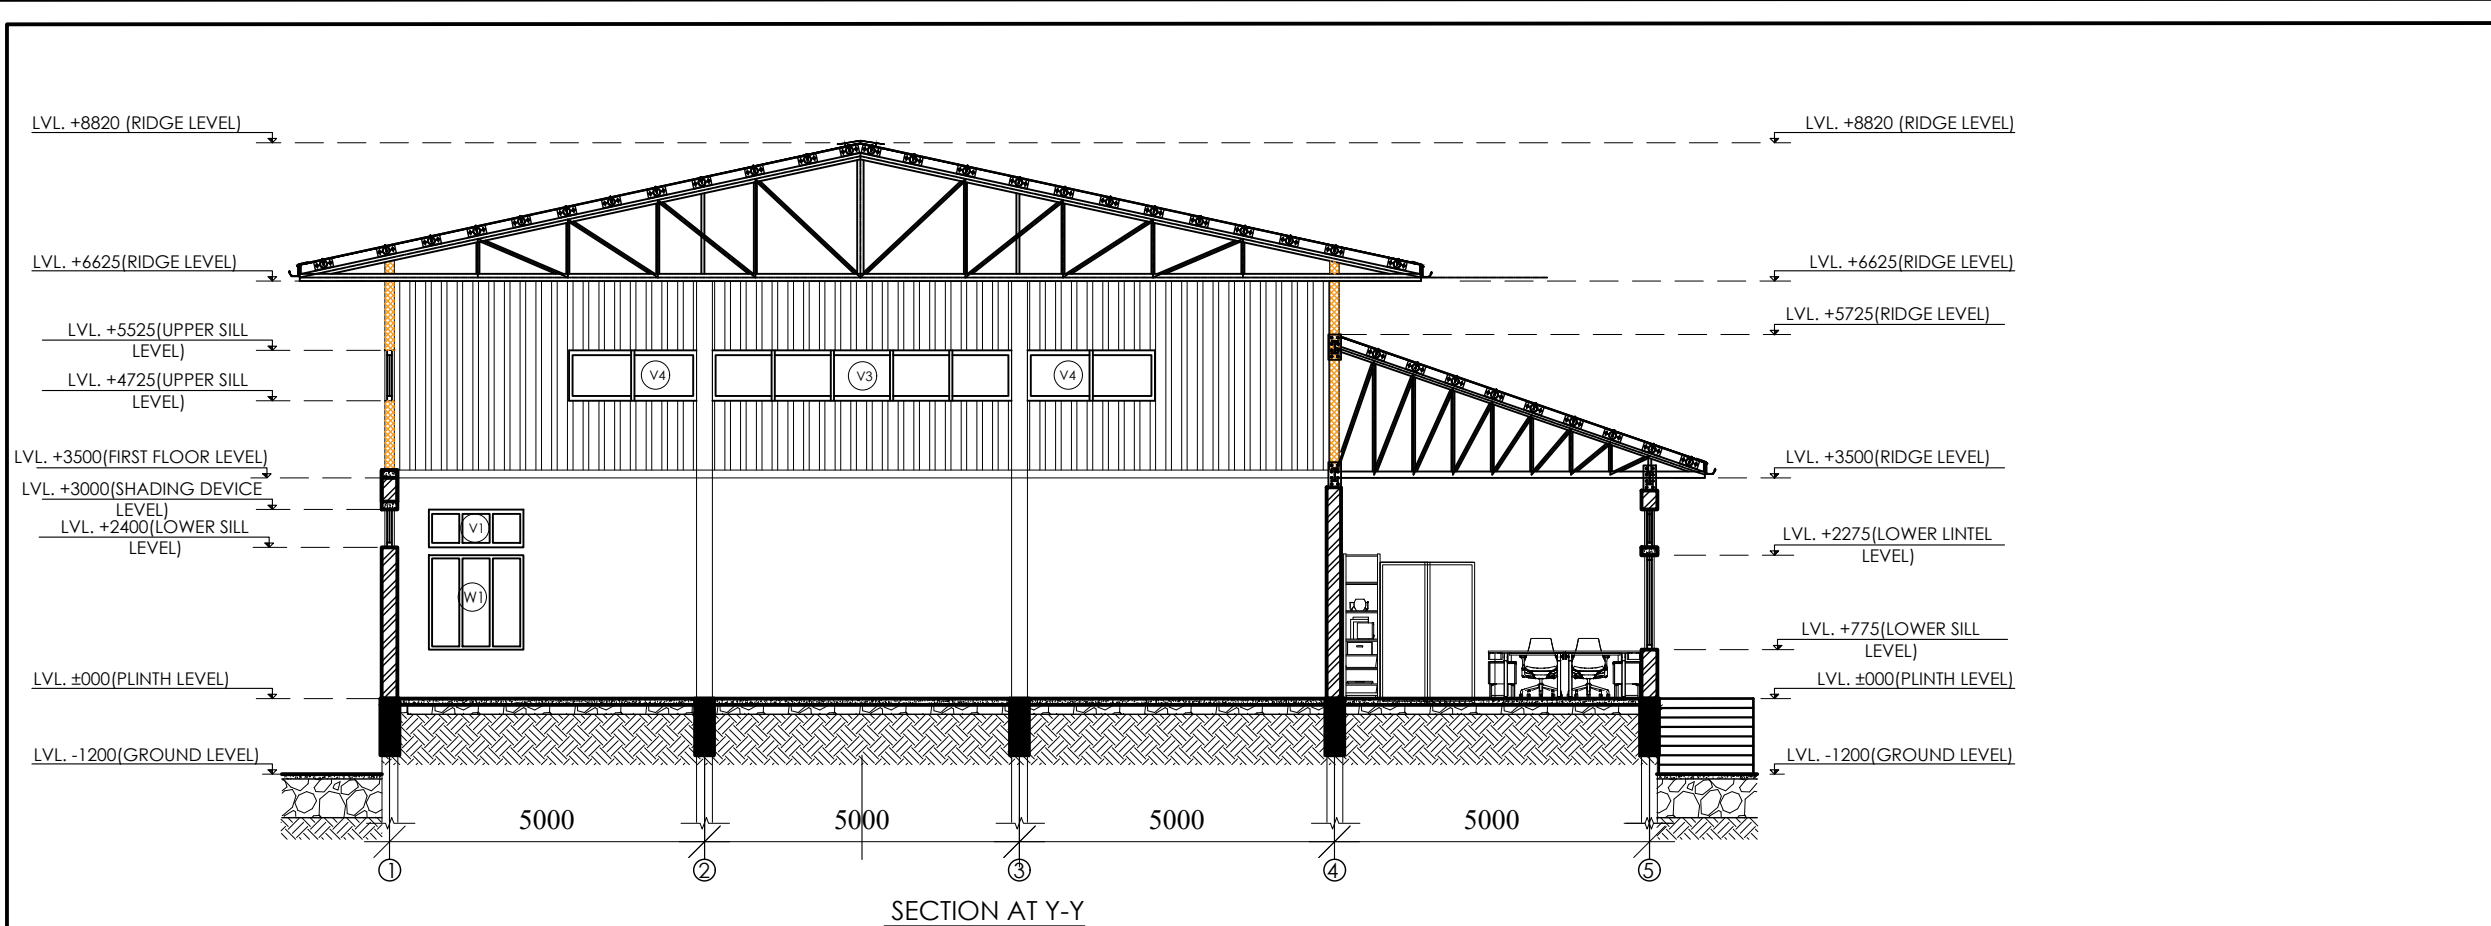 LVL. +8820 (RIDGE LEVEL)
LVL. +8820 (RIDGE LEVEL)
LVL. +6625(RIDGE LEVEL)
LVL. +6625(RIDGE LEVEL)
LVL. +5725(RIDGE LEVEL)
LVL. +5525(UPPER SILL
LEVEL)
LVL. +4725(UPPER SILL
LEVEL)
V4
V3
V4
LVL. +3500(FIRST FLOOR LEVEL)
LVL. +3500(RIDGE LEVEL)
LVL. +3000(SHADING DEVICE
LEVEL)
LVL. +2400(LOWER SILL
LEVEL)
V1
LVL. +2275(LOWER LINTEL
LEVEL)
W1
LVL. +775(LOWER SILL
LEVEL)
LVL. ±000(PLINTH LEVEL)
LVL. ±000(PLINTH LEVEL)
LVL. -1200(GROUND LEVEL)
LVL. -1200(GROUND LEVEL)
5000 5000 5000 5000
1 2 3 4 5
SECTION AT Y-Y